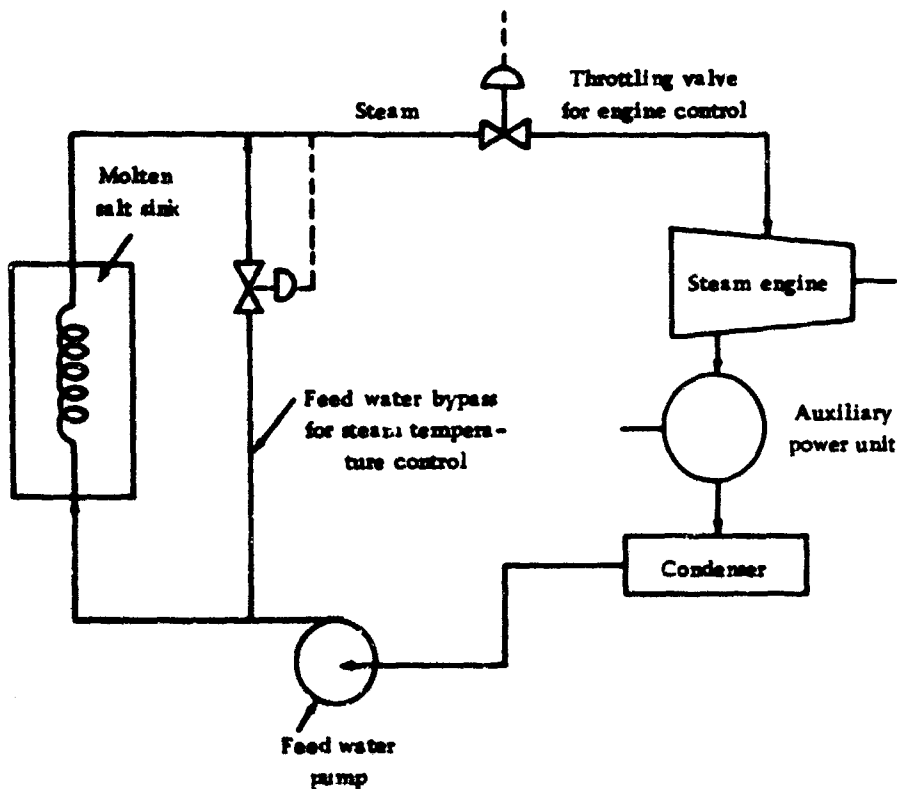 Throttling valve
for engine control
Steam
Molten
salt sink
Steam engine
Feed water bypass
for steam tempera-
ture control
Auxiliary
power unit
Condenser
Feed water
pump